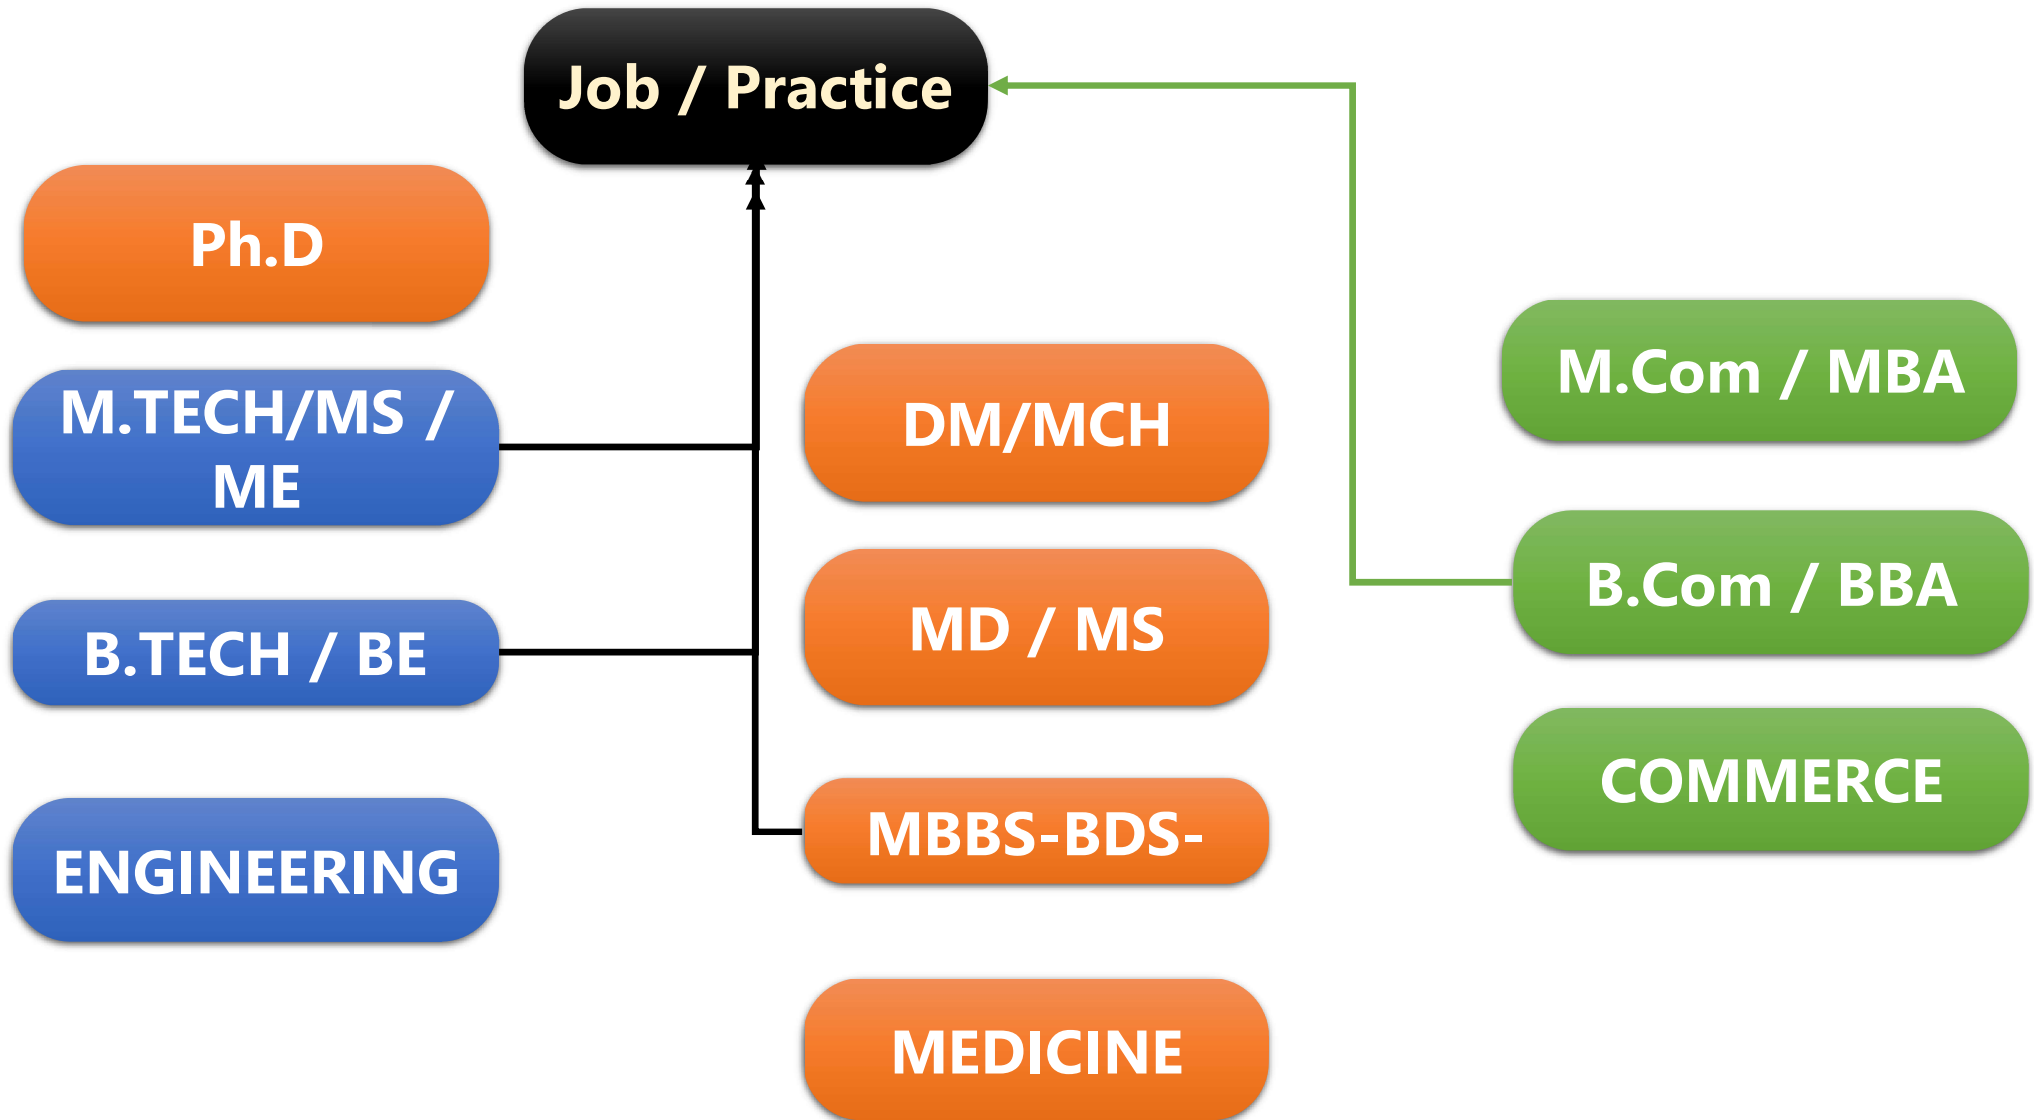 Job / Practice
Ph.D
M.TECH/MS /
ME
B.TECH / BE
ENGINEERING
DM/MCH
MD / MS
MBBS-BDS-
MEDICINE
M.Com / MBA
B.Com / BBA
COMMERCE